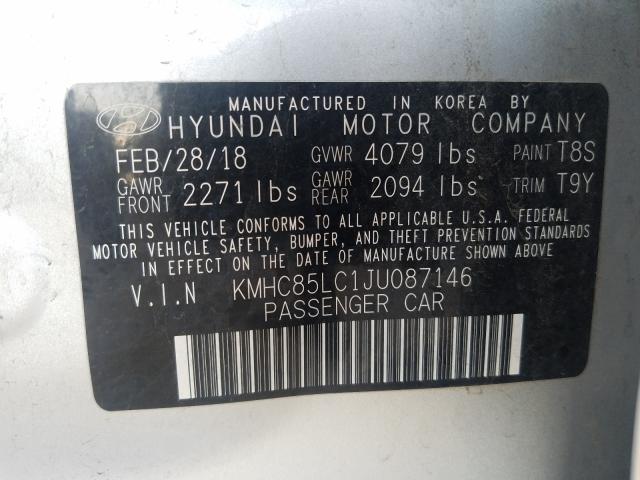 MANUFACTURED IN KOREA BY
HYUNDAI MOTOR COMPANY
FEB/28/18 GVWR 4079 lbs PAINT T8S
GAWR FRONT 2271 lbs GAWR REAR 2094 lbs TRIM T9Y
THIS VEHICLE CONFORMS TO ALL APPLICABLE U.S.A. FEDERAL
MOTOR VEHICLE SAFETY, BUMPER, AND THEFT PREVENTION STANDARDS
IN EFFECT ON THE DATE OF MANUFACTURE SHOWN ABOVE.
V.I.N KMHC85LC1JU087146
PASSENGER CAR